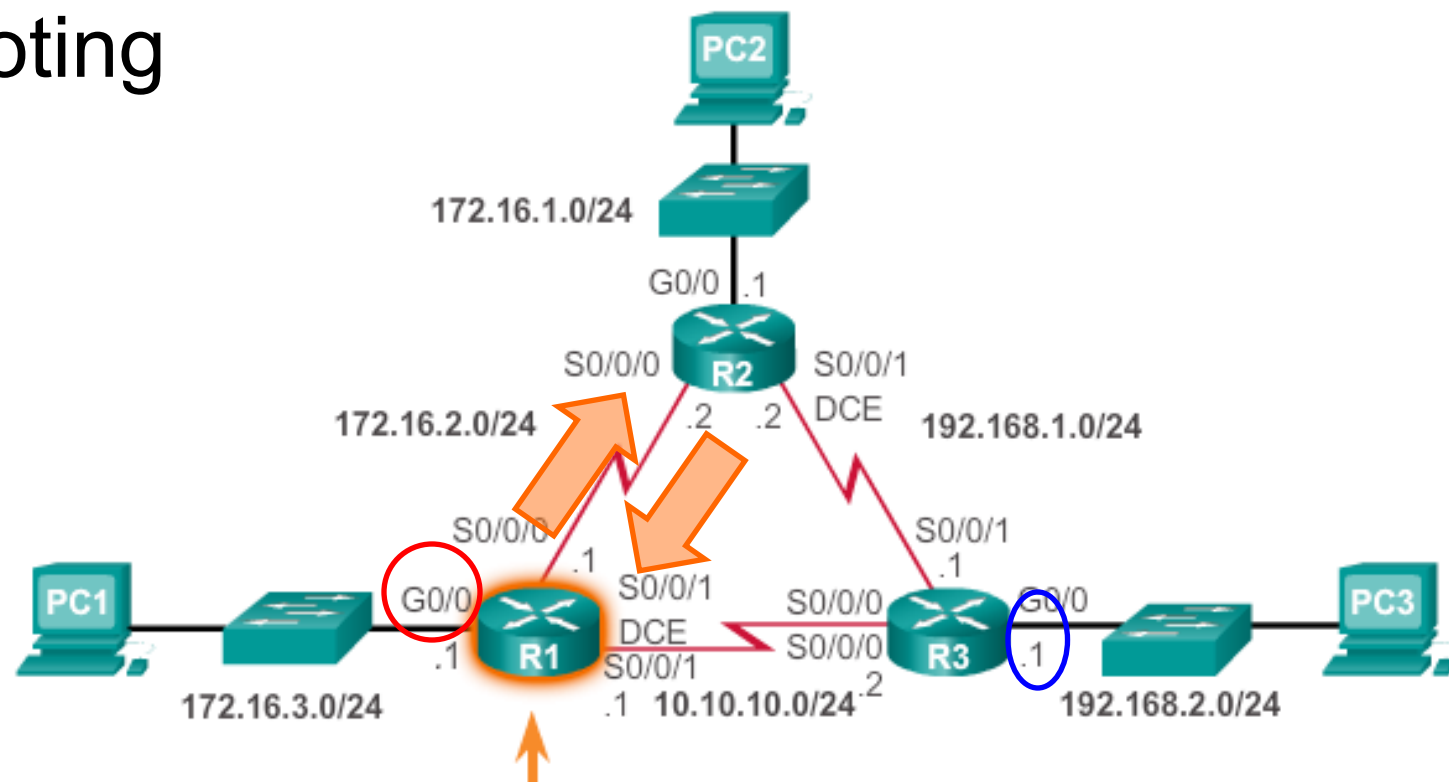 oting
PC2
172.16.1.0/24
G0/0 .1
S0/0/0 R2 S0/0/1
172.16.2.0/24 .2 .2 DCE 192.168.1.0/24
S0/0/0 .1
S0/0/1 .1
PC1 G0/0 S0/0/1 S0/0/0 G0/0 PC3
.1 R1 DCE S0/0/0 R3 .1
S0/0/1
172.16.3.0/24 .1 10.10.10.0/24 .2 192.168.2.0/24